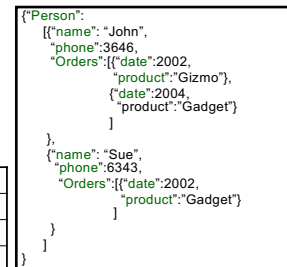 {“Person”:
[{“name”: “John”,
“phone”:3646,
“Orders”:[{“date”:2002,
“product”:”Gizmo”},
{“date”:2004,
“product”:”Gadget”}
]
},
{“name”: “Sue”,
“phone”:6343,
“Orders”:[{“date”:2002,
“product”:”Gadget”}
]
}
]
}